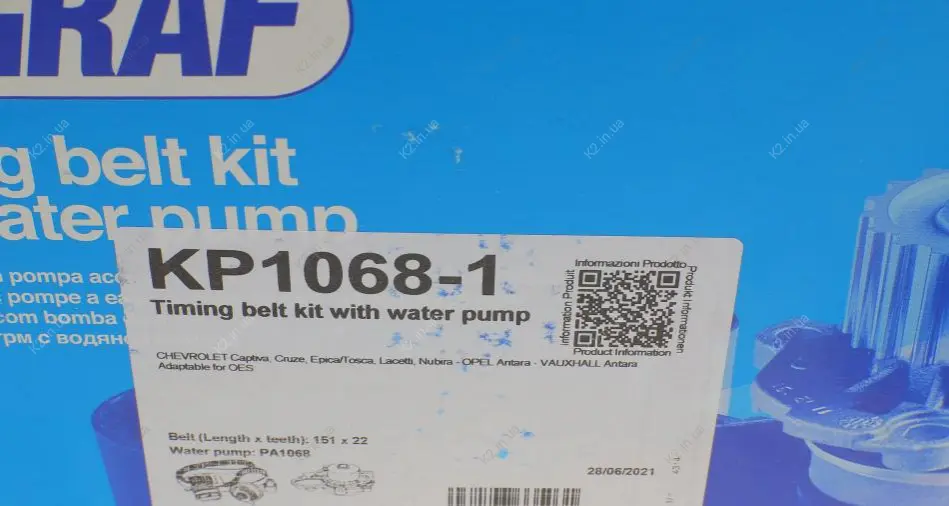 GRAF
g belt kit
ater pump
pompa acc
pompe a ea
com bomba
грм с водян
KP1068-1
Timing belt kit with water pump
Informazioni Prodotto
Information Produit
Produkt Informationen
Product Information
CHEVROLET Captiva, Cruze, Epica/Tosca, Lacetti, Nubira - OPEL Antara - VAUXHALL Antara
Adaptable for OES
Belt (Length x teeth): 151 x 22
Water pump: PA1068
28/06/2021
K2.in.ua